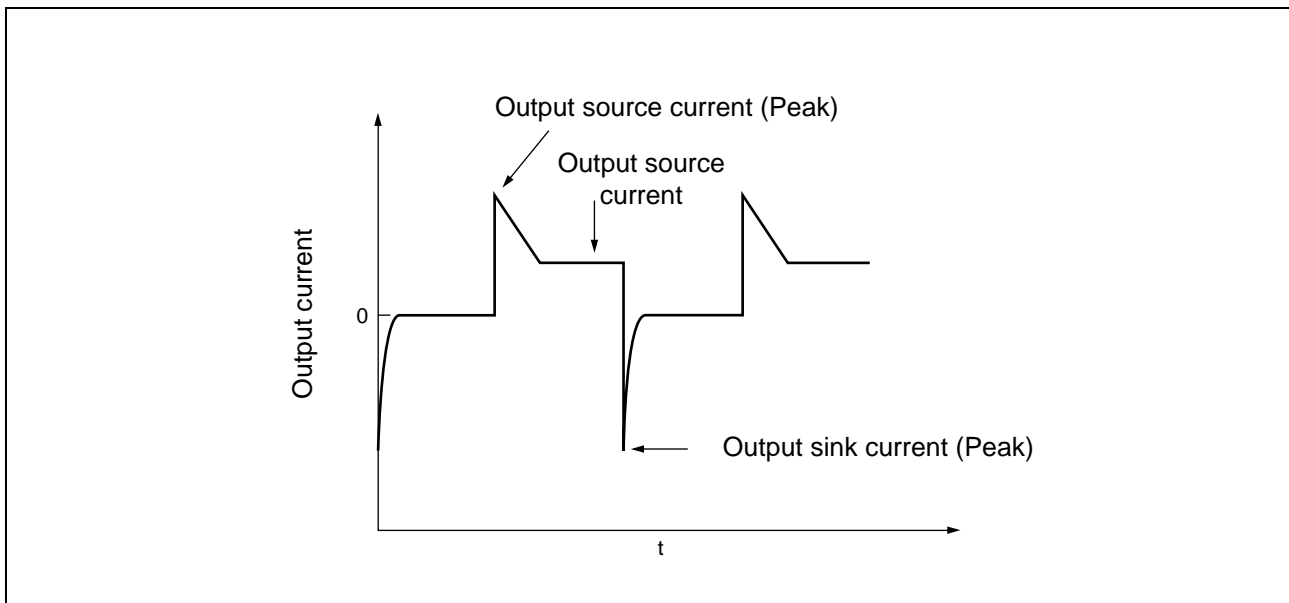 Output source current (Peak)
Output source
current
Output current
0
Output sink current (Peak)
t